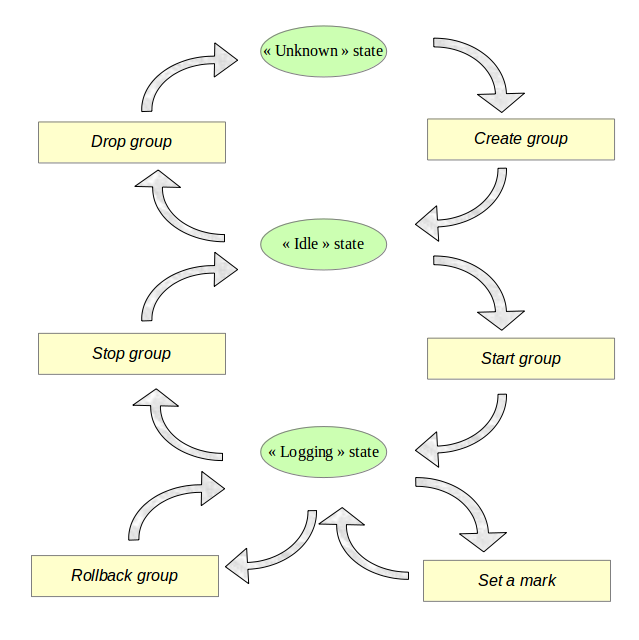 « Unknown » state
Drop group
Create group
« Idle » state
Stop group
Start group
« Logging » state
Rollback group
Set a mark